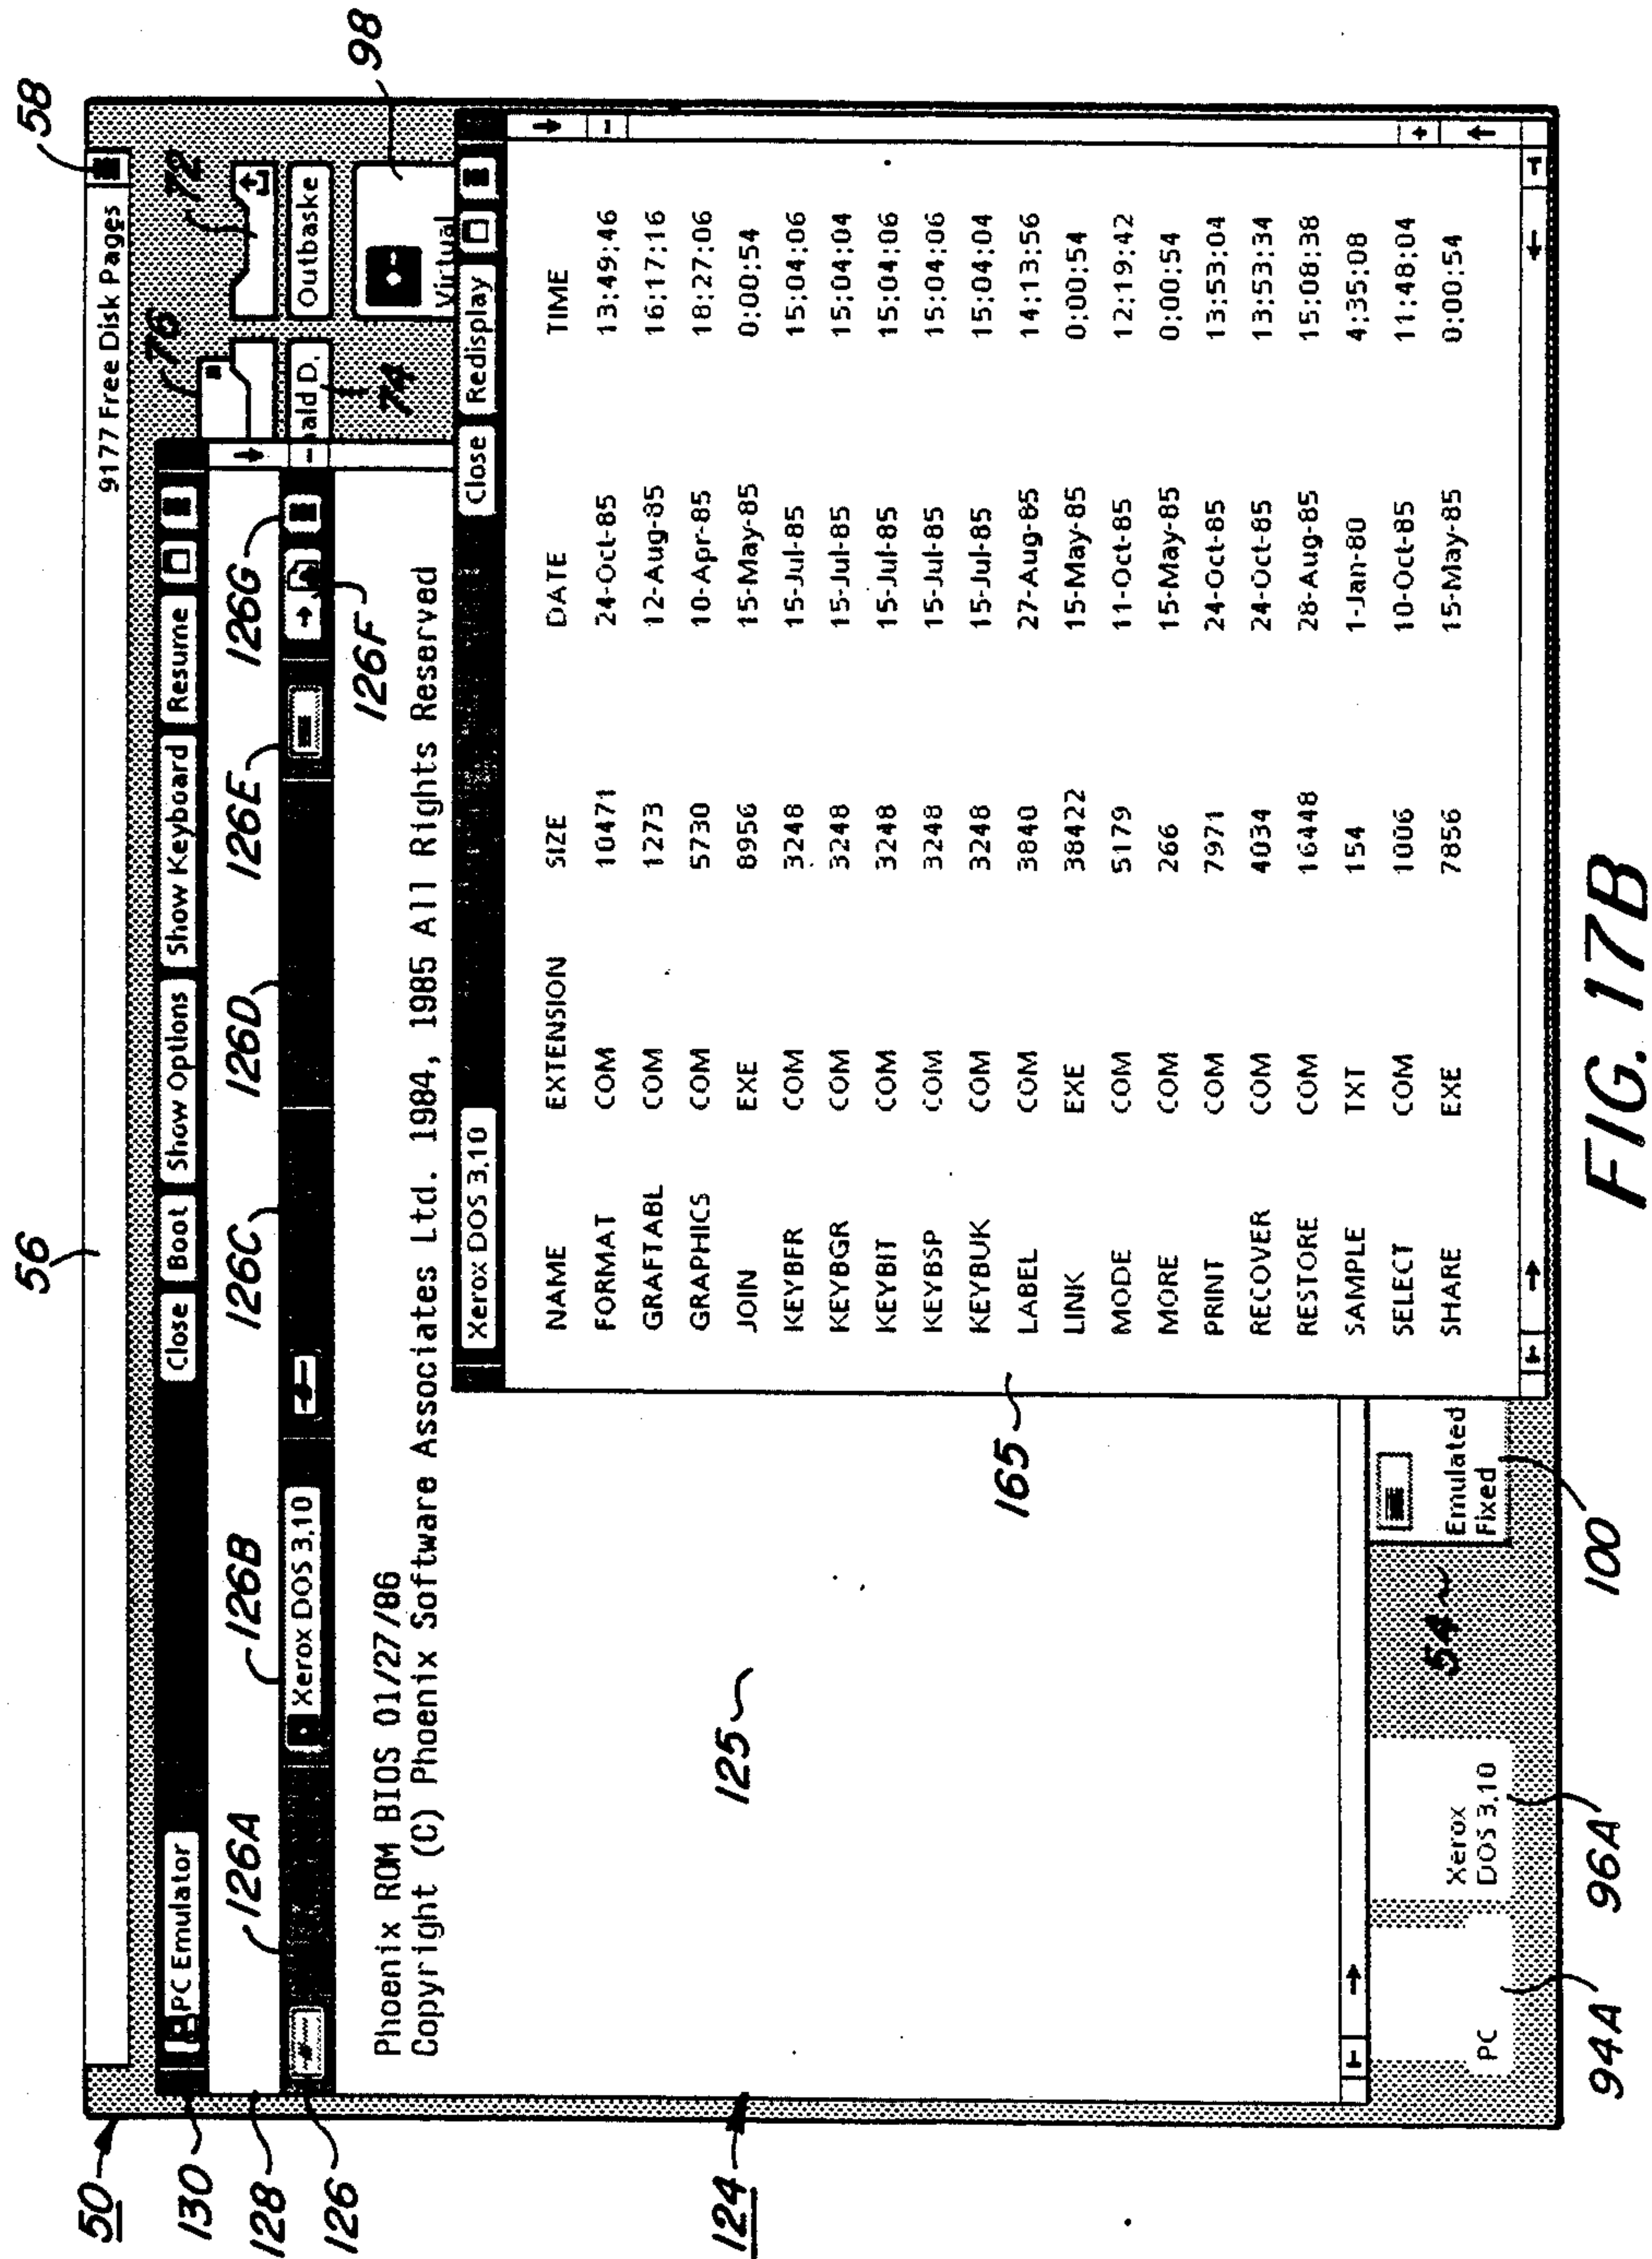 56
58
50
9177 Free Disk Pages
130
PC Emulator Close Boot Show Options Show Keyboard Resume
76
72
128
126A
126B
126C
126D
126E
126G
126
Xerox DOS 3.10
ald D.
Outbaske
74
126F
98
Virtual
Phoenix ROM BIOS 01/27/86
Copyright (C) Phoenix Software Associates Ltd. 1984, 1985 All Rights Reserved
Xerox DOS 3.10 Close Redisplay
NAME EXTENSION SIZE DATE TIME
FORMAT COM 10471 24-Oct-85 13:49:46
GRAFTABL COM 1273 12-Aug-85 16:17:16
GRAPHICS COM 5730 10-Apr-85 18:27:06
JOIN EXE 8956 15-May-85 0:00:54
KEYBFR COM 3248 15-Jul-85 15:04:06
KEYBGR COM 3248 15-Jul-85 15:04:04
KEYBIT COM 3248 15-Jul-85 15:04:06
KEYBSP COM 3248 15-Jul-85 15:04:06
KEYBUK COM 3248 15-Jul-85 15:04:04
LABEL COM 3840 27-Aug-85 14:13:56
LINK EXE 38422 15-May-85 0:00:54
MODE COM 5179 11-Oct-85 12:19:42
MORE COM 266 15-May-85 0:00:54
PRINT COM 7971 24-Oct-85 13:53:04
RECOVER COM 4034 24-Oct-85 13:53:34
RESTORE COM 16448 28-Aug-85 15:08:38
SAMPLE TXT 154 1-Jan-80 4:35:08
SELECT COM 1006 10-Oct-85 11:48:04
SHARE EXE 7856 15-May-85 0:00:54
125
124
165
54
PC
Xerox
DOS 3.10
Emulated
Fixed
94A'
96A'
100
FIG. 17B